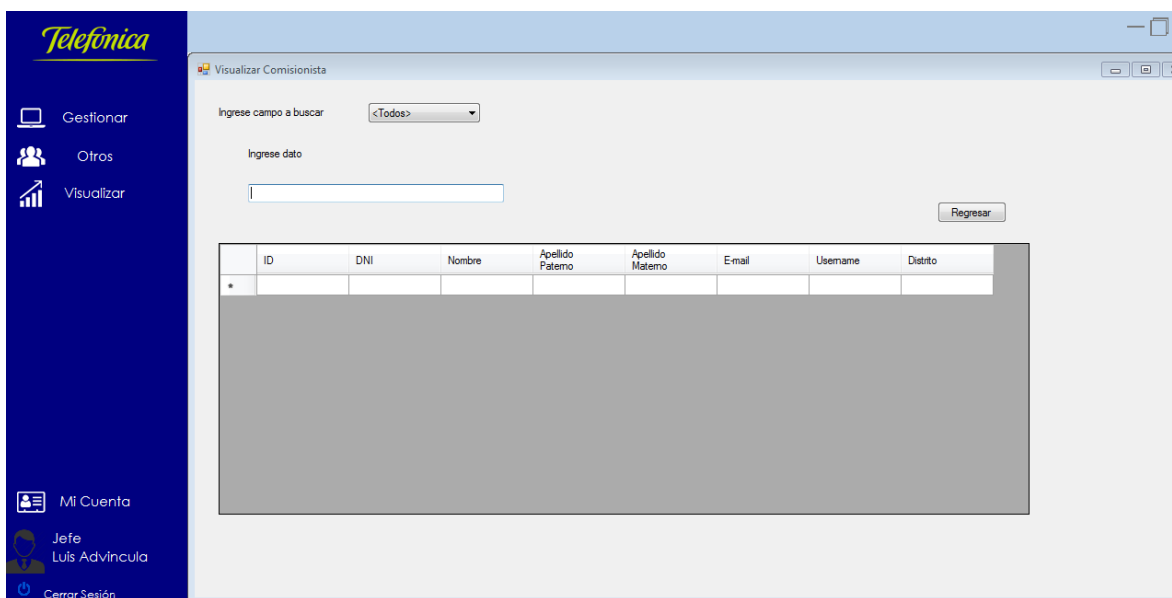 Telefónica
Gestionar
Otros
Visualizar
Mi Cuenta
Jefe
Luis Advincula
Cerrar Sesión
Visualizar Comisionista
Ingrese campo a buscar
<Todos>
Ingrese dato
Regresar
ID DNI Nombre Apellido Paterno Apellido Materno E-mail Username Distrito